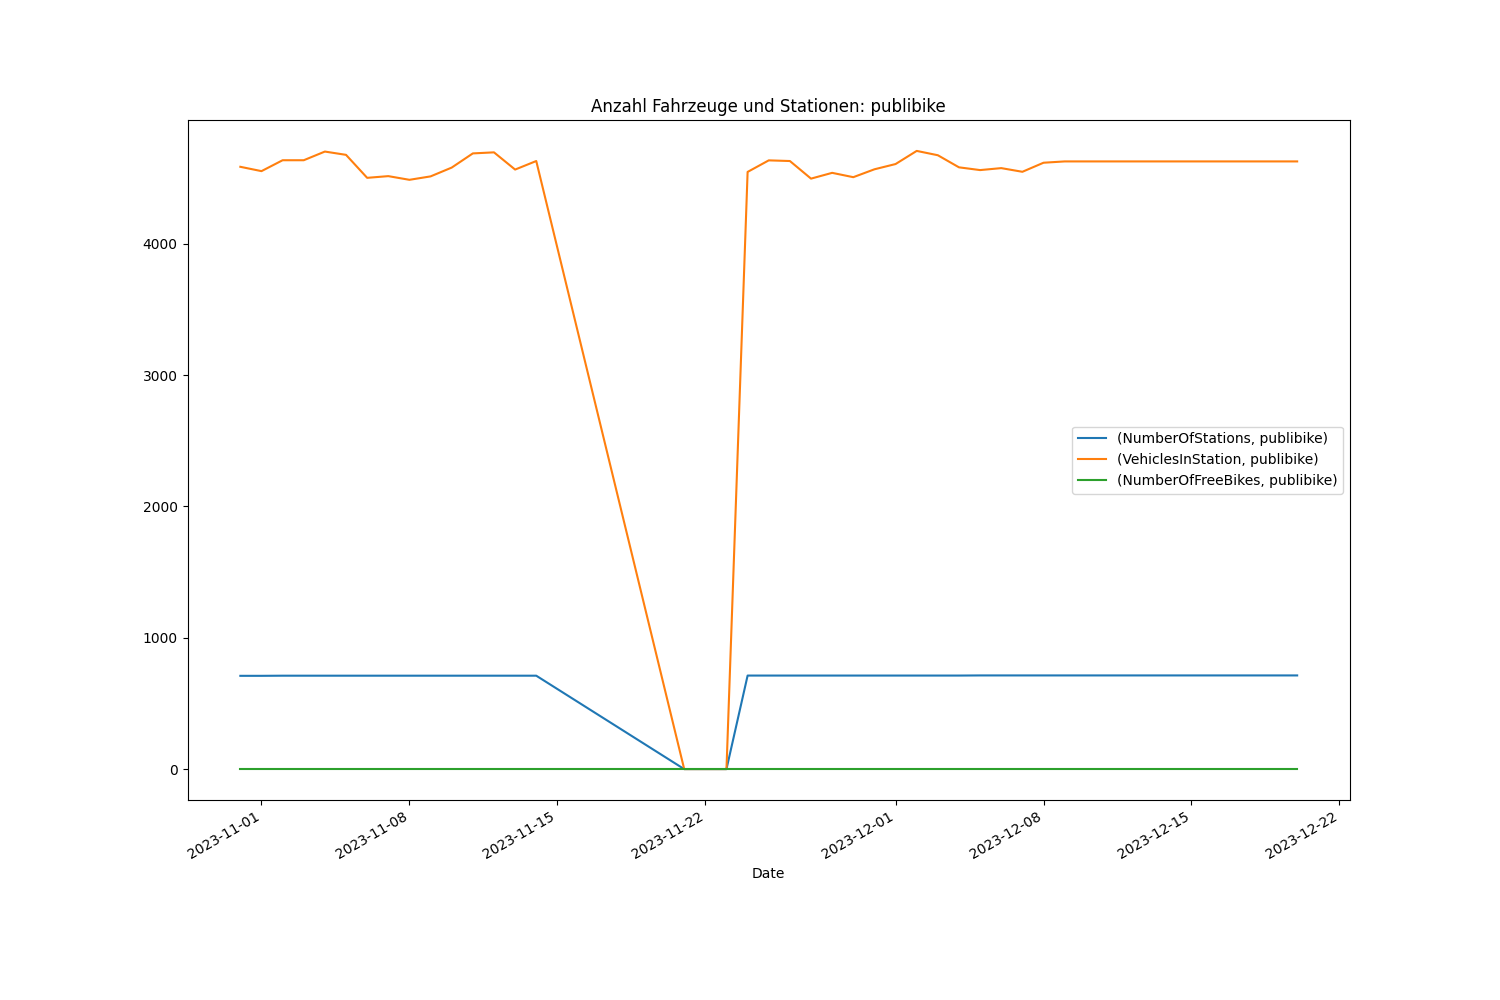 Anzahl Fahrzeuge und Stationen: publibike
4000
3000
2000
1000
0
(NumberOfStations, publibike)
(VehiclesInStation, publibike)
(NumberOfFreeBikes, publibike)
2023-11-01
2023-11-08
2023-11-15
2023-11-22
2023-12-01
2023-12-08
2023-12-15
2023-12-22
Date